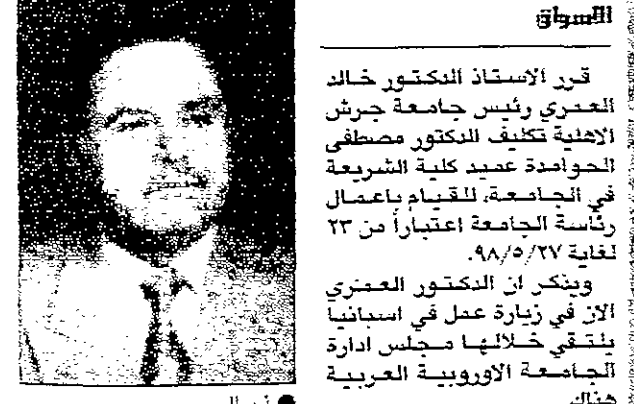 الاسواق
قرر الاستاذ الدكتور خالد
العمري رئيس جامعة جرش
الاهلية تكليف الدكتور مصطفى
الحوامدة عميد كلية الشريعة
في الجامعة، للقيام باعمال
رئاسة الجامعة اعتباراً من ٢٣
لغاية ٩٨/٥/٢٧.
ويذكر ان الدكتور العمري
الان في زيارة عمل في اسبانيا
يلتقي خلالها مجلس ادارة
الجامعة الاوروبية العربية
هناك